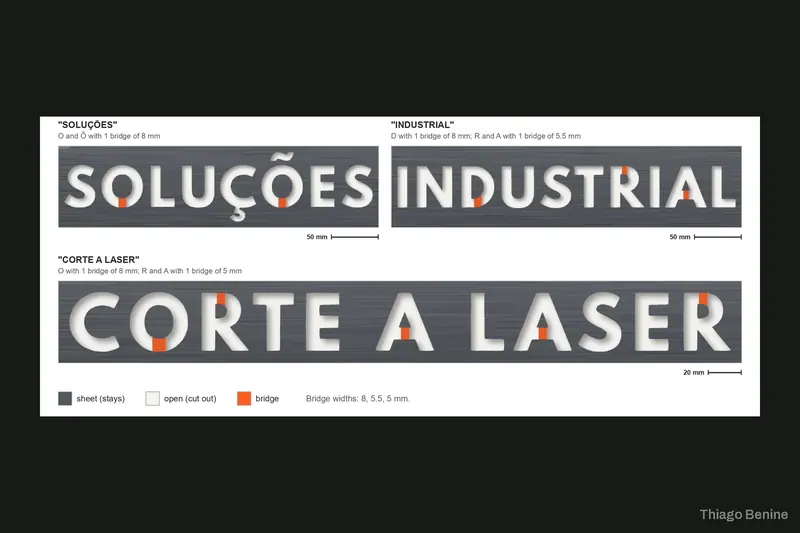 "SOLUÇÕES"
O and Õ with 1 bridge of 8 mm
SOLUÇÕES
50 mm
"INDUSTRIAL"
D with 1 bridge of 8 mm; R and A with 1 bridge of 5.5 mm
INDUSTRIAL
50 mm
"CORTE A LASER"
O with 1 bridge of 8 mm; R and A with 1 bridge of 5 mm
CORTE A LASER
20 mm
sheet (stays) open (cut out) bridge Bridge widths: 8, 5.5, 5 mm.
Thiago Benine